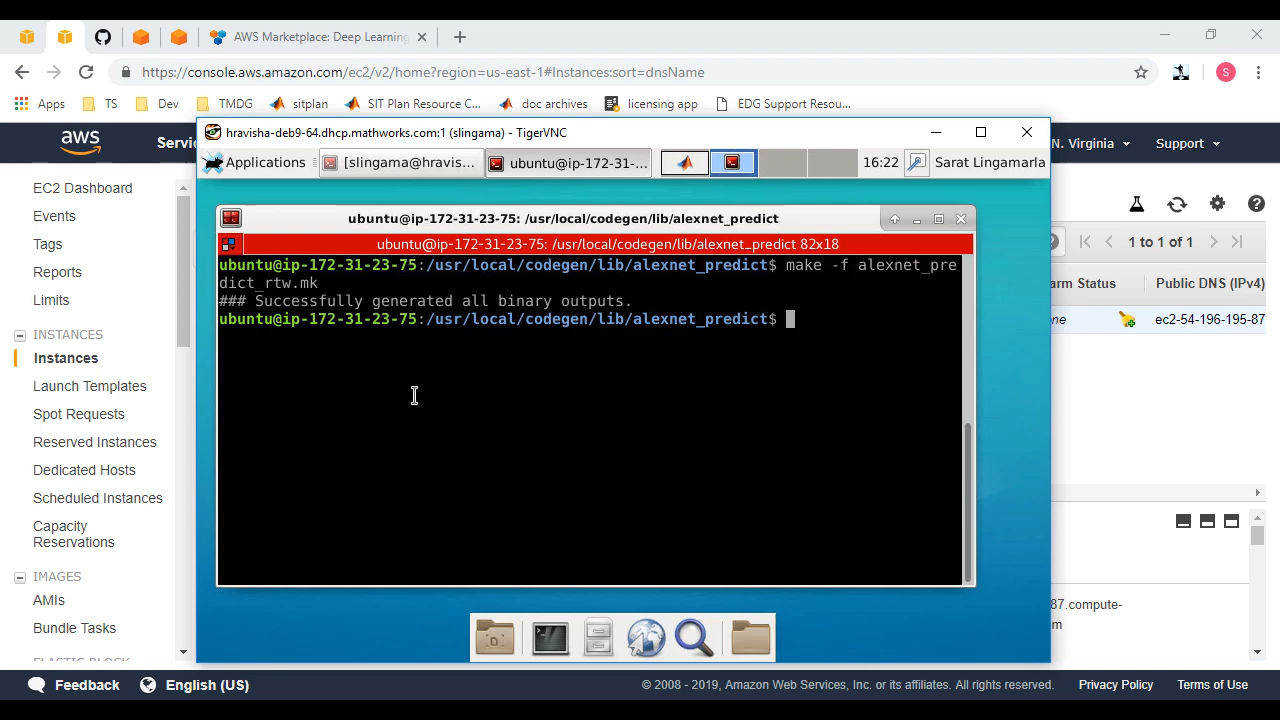 AWS Marketplace: Deep Learning
https://console.aws.amazon.com/ec2/v2/home?region=us-east-1#Instances:sort=dnsName
S
Apps TS Dev TMDG sitplan SIT Plan Resource C... doc archives licensing app EDG Support Resou...
hravisha-deb9-64.dhcp.mathworks.com:1 (slingama) - TigerVNC
aws
Servi
N. Virginia Support
Applications [slingama@hravis... ubuntu@ip-172-31-... 16:22 Sarat Lingamarla
EC2 Dashboard
Events
Tags
Reports
Limits
INSTANCES
Instances
Launch Templates
Spot Requests
Reserved Instances
Dedicated Hosts
Scheduled Instances
Capacity
Reservations
IMAGES
AMIs
Bundle Tasks
ELASTIC BLOCK
ubuntu@ip-172-31-23-75: /usr/local/codegen/lib/alexnet_predict
ubuntu@ip-172-31-23-75: /usr/local/codegen/lib/alexnet_predict 82x18
ubuntu@ip-172-31-23-75:/usr/local/codegen/lib/alexnet_predict$ make -f alexnet_pre
dict_rtw.mk
### Successfully generated all binary outputs.
ubuntu@ip-172-31-23-75:/usr/local/codegen/lib/alexnet_predict$
1 to 1 of 1
arm Status Public DNS (IPv4)
ne ec2-54-196-195-87
87.compute-
m
Feedback English (US)
© 2008 - 2019, Amazon Web Services, Inc. or its affiliates. All rights reserved. Privacy Policy Terms of Use